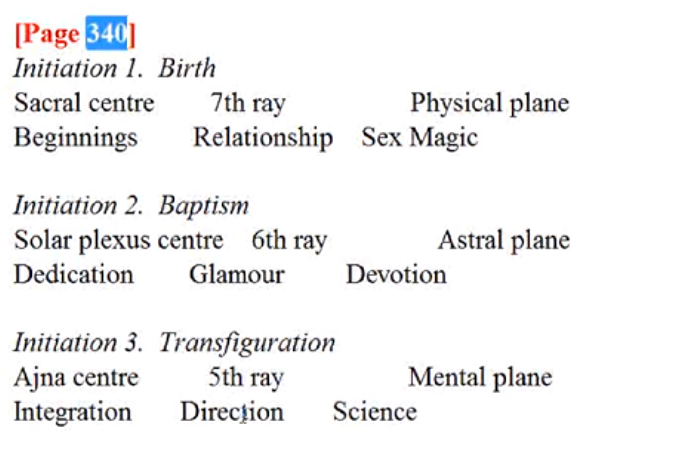 [Page 340]
Initiation 1. Birth
Sacral centre 7th ray Physical plane
Beginnings Relationship Sex Magic
Initiation 2. Baptism
Solar plexus centre 6th ray Astral plane
Dedication Glamour Devotion
Initiation 3. Transfiguration
Ajna centre 5th ray Mental plane
Integration Direction Science